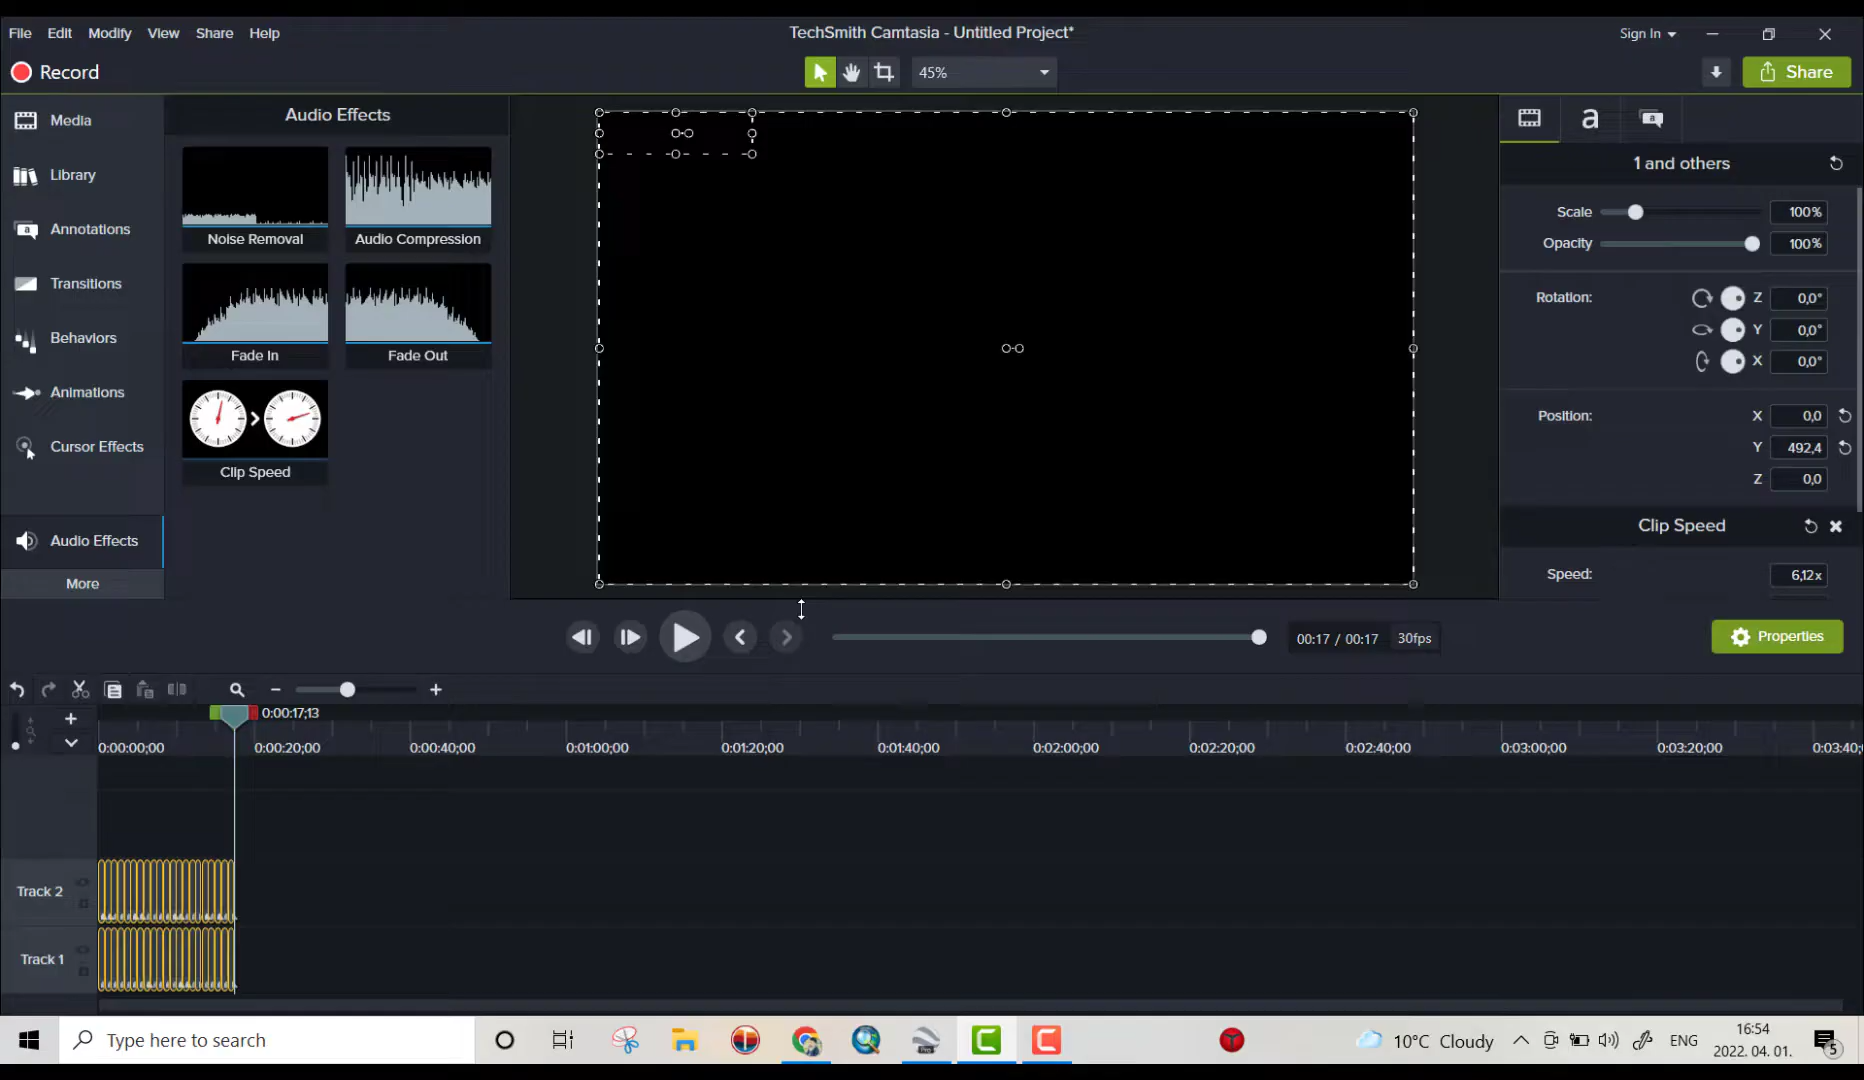 File Edit Modify View Share Help
TechSmith Camtasia - Untitled Project*
Sign In
Record
45%
Share
Media
Library
Annotations
Transitions
Behaviors
Animations
Cursor Effects
Audio Effects
More
Audio Effects
Noise Removal
Audio Compression
Fade In
Fade Out
Clip Speed
a
a
1 and others
Scale 100%
Opacity 100%
Rotation: Z 0,0°
Y 0,0°
X 0,0°
Position: X 0,0
Y 492,4
Z 0,0
Clip Speed
Speed: 6,12x
00:17 / 00:17 30fps
Properties
0:00:17;13
0:00:00;00 0:00:20;00 0:00:40;00 0:01:00;00 0:01:20;00 0:01:40;00 0:02:00;00 0:02:20;00 0:02:40;00 0:03:00;00 0:03:20;00 0:03:40;
Track 2
Track 1
Type here to search
10°C Cloudy
ENG
16:54
2022. 04. 01.
5